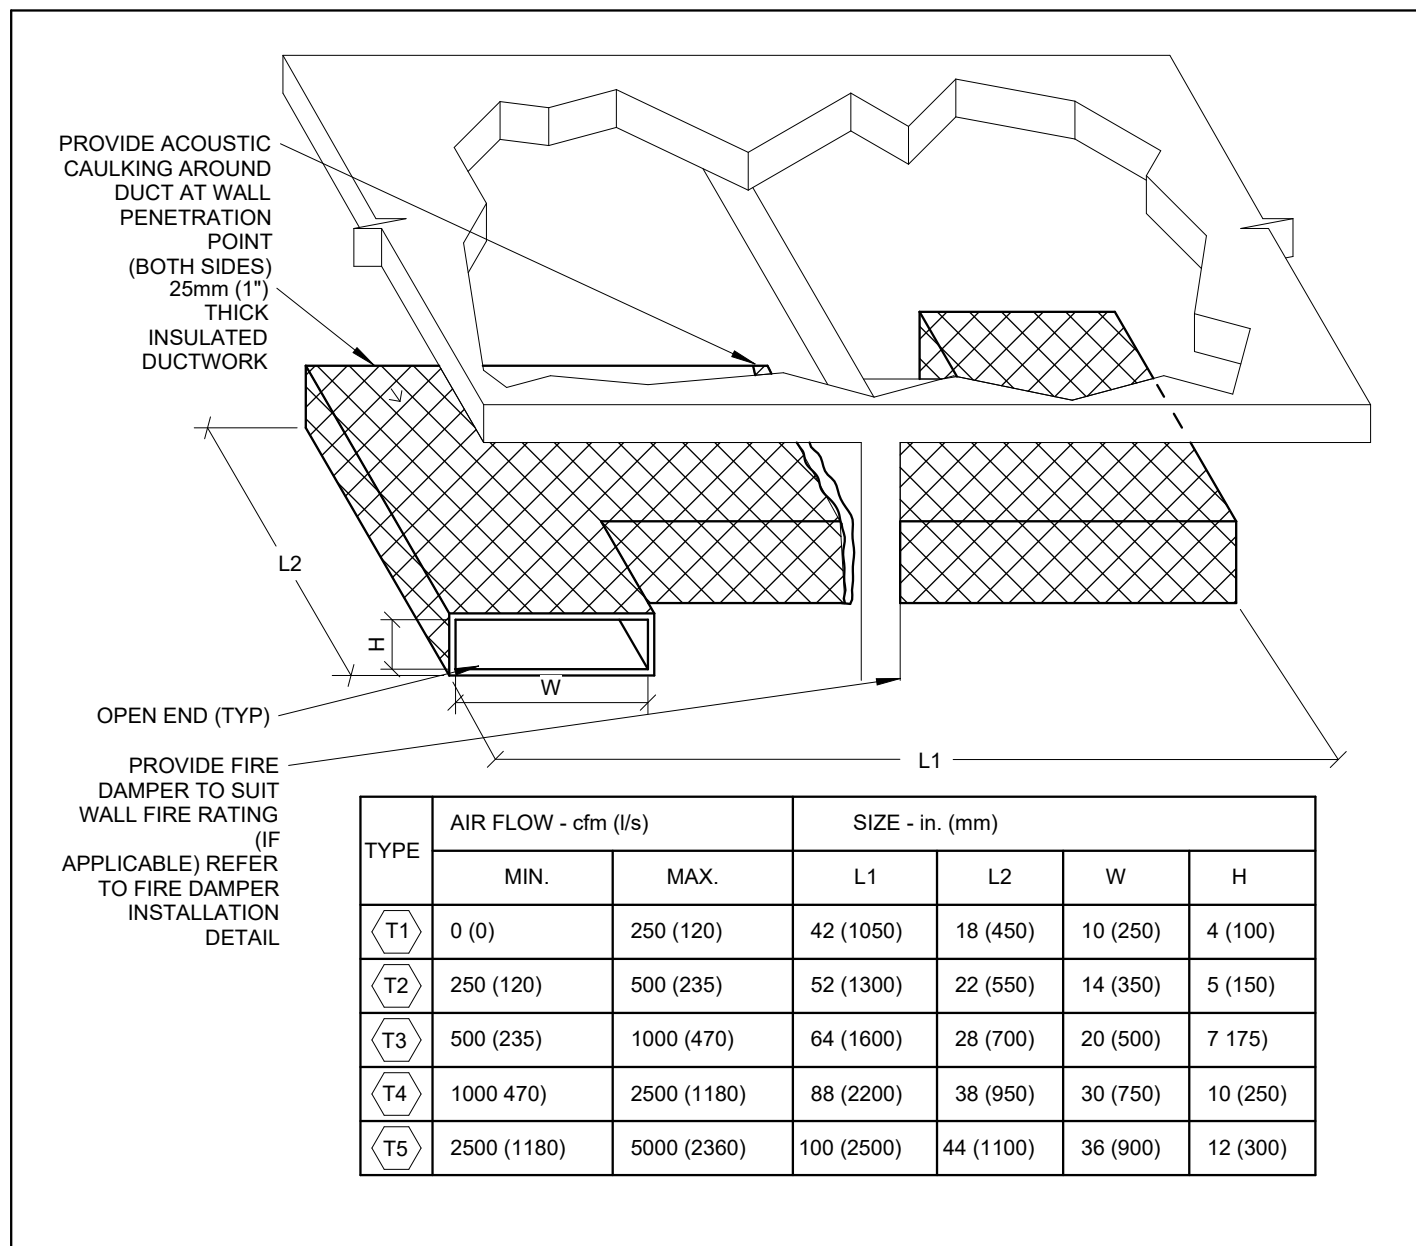 PROVIDE ACOUSTIC
CAULKING AROUND
DUCT AT WALL
PENETRATION
POINT
(BOTH SIDES)
25mm (1")
THICK
INSULATED
DUCTWORK
L2
H
W
OPEN END (TYP)
L1
PROVIDE FIRE
DAMPER TO SUIT
WALL FIRE RATING
(IF
APPLICABLE) REFER
TO FIRE DAMPER
INSTALLATION
DETAIL
TYPE AIR FLOW - cfm (l/s) SIZE - in. (mm)
MIN. MAX. L1 L2 W H
T1 0 (0) 250 (120) 42 (1050) 18 (450) 10 (250) 4 (100)
T2 250 (120) 500 (235) 52 (1300) 22 (550) 14 (350) 5 (150)
T3 500 (235) 1000 (470) 64 (1600) 28 (700) 20 (500) 7 175)
T4 1000 470) 2500 (1180) 88 (2200) 38 (950) 30 (750) 10 (250)
T5 2500 (1180) 5000 (2360) 100 (2500) 44 (1100) 36 (900) 12 (300)